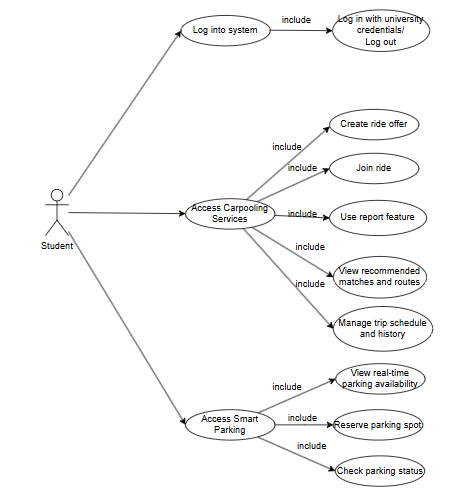 Log into system
include
Log in with university
credentials/
Log out
Create ride offer
include
Join ride
include
Access Carpooling
Services
include
Use report feature
Student
include
View recommended
matches and routes
include
Manage trip schedule
and history
View real-time
parking availability
include
Access Smart
Parking
include
Reserve parking spot
include
Check parking status